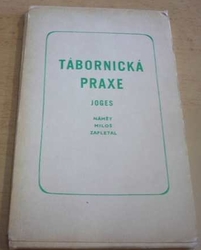 TÁBORNICKÁ
PRAXE
JOGES
NÁMĚTY
MILOŠ
ZAPLETAL